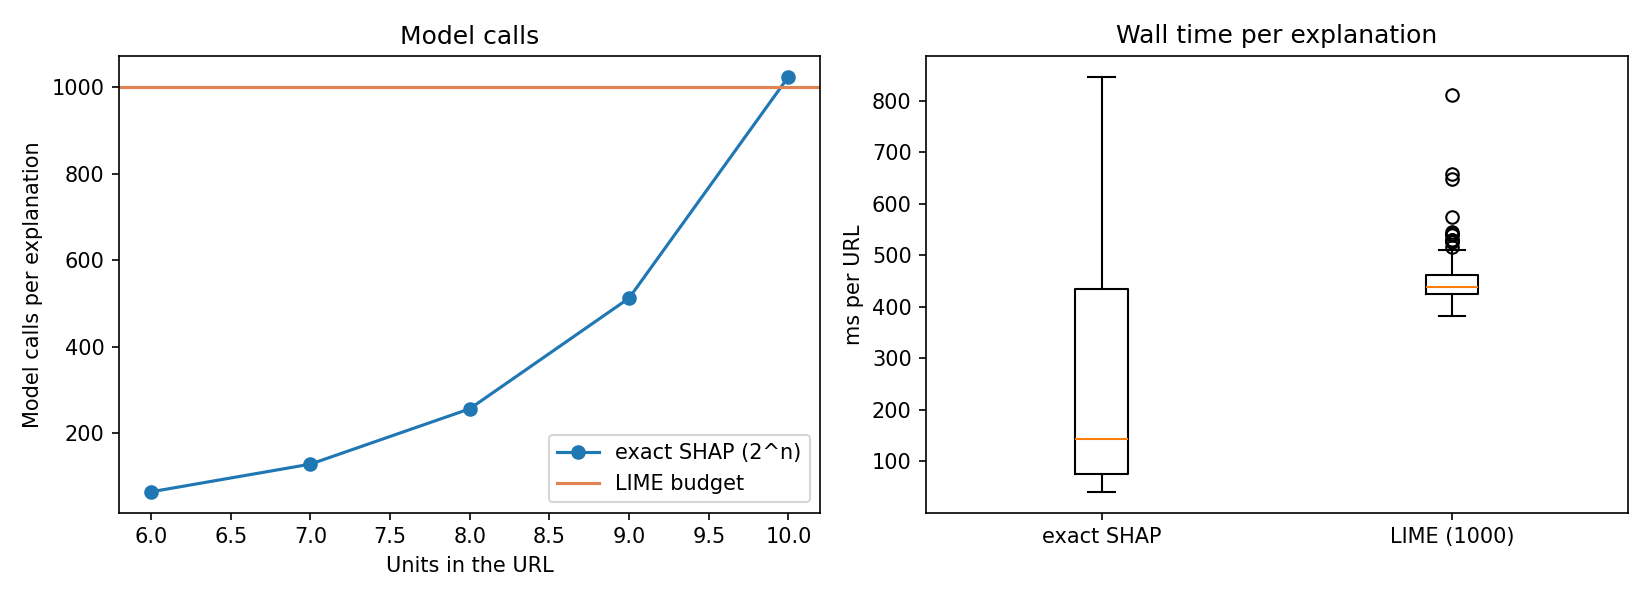 Model calls
Model calls per explanation
1000
800
600
400
200
exact SHAP (2^n)
LIME budget
6.0 6.5 7.0 7.5 8.0 8.5 9.0 9.5 10.0
Units in the URL
Wall time per explanation
ms per URL
800
700
600
500
400
300
200
100
exact SHAP LIME (1000)